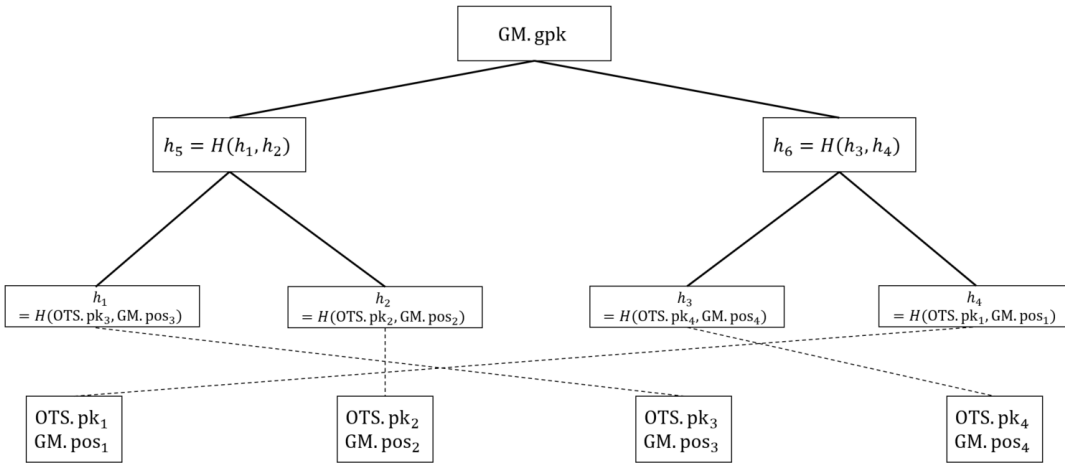 GM. gpk
h₅ = H(h₁, h₂)
h₆ = H(h₃, h₄)
h₁
= H(OTS. pk₃, GM. pos₃)
h₂
= H(OTS. pk₂, GM. pos₂)
h₃
= H(OTS. pk₄, GM. pos₄)
h₄
= H(OTS. pk₁, GM. pos₁)
OTS. pk₁
GM. pos₁
OTS. pk₂
GM. pos₂
OTS. pk₃
GM. pos₃
OTS. pk₄
GM. pos₄